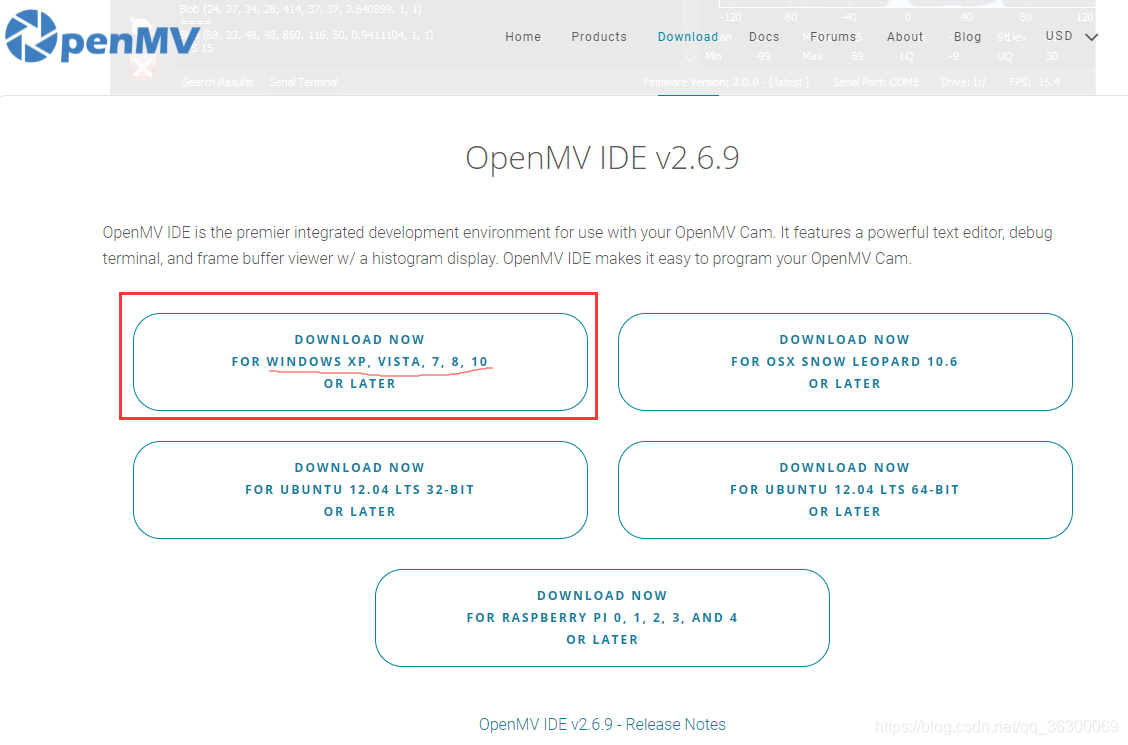 Blob (24, 27, 34, 28, 414, 37, 37, 2.640899, 1, 1)
====
(88, 33, 48, 48, 850, 116, 50, 0.9411104, 1, 1)
15
-120 -80 -40 0 40 80 120
OpenMV
Home Products Download Docs Forums About Blog USD
StDev
Min -99 Max 69 LQ -9 UQ 30
Search Results Serial Terminal Firmware Version: 2.0.0 - [ latest ] Serial Port: COM5 Drive: I:/ FPS: 15.4
OpenMV IDE v2.6.9
OpenMV IDE is the premier integrated development environment for use with your OpenMV Cam. It features a powerful text editor, debug
terminal, and frame buffer viewer w/ a histogram display. OpenMV IDE makes it easy to program your OpenMV Cam.
DOWNLOAD NOW
FOR WINDOWS XP, VISTA, 7, 8, 10
OR LATER
DOWNLOAD NOW
FOR OSX SNOW LEOPARD 10.6
OR LATER
DOWNLOAD NOW
FOR UBUNTU 12.04 LTS 32-BIT
OR LATER
DOWNLOAD NOW
FOR UBUNTU 12.04 LTS 64-BIT
OR LATER
DOWNLOAD NOW
FOR RASPBERRY PI 0, 1, 2, 3, AND 4
OR LATER
OpenMV IDE v2.6.9 - Release Notes
https://blog.csdn.net/qq_36300069